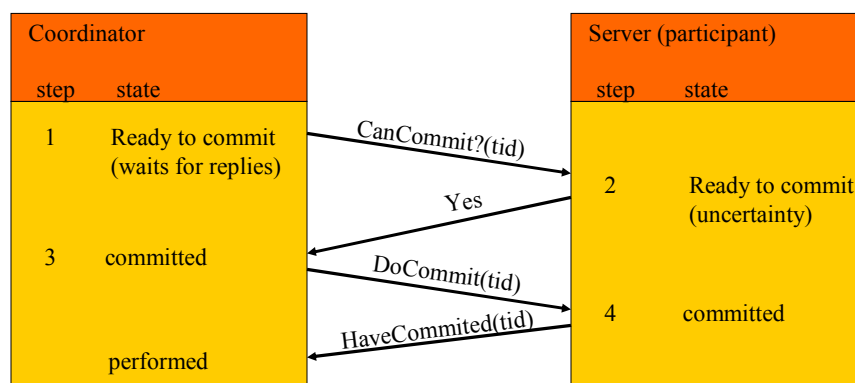 Coordinator
Server (participant)
step state
step state
1 Ready to commit
(waits for replies)
CanCommit?(tid)
2 Ready to commit
(uncertainty)
Yes
3 committed
DoCommit(tid)
4 committed
HaveCommited(tid)
performed